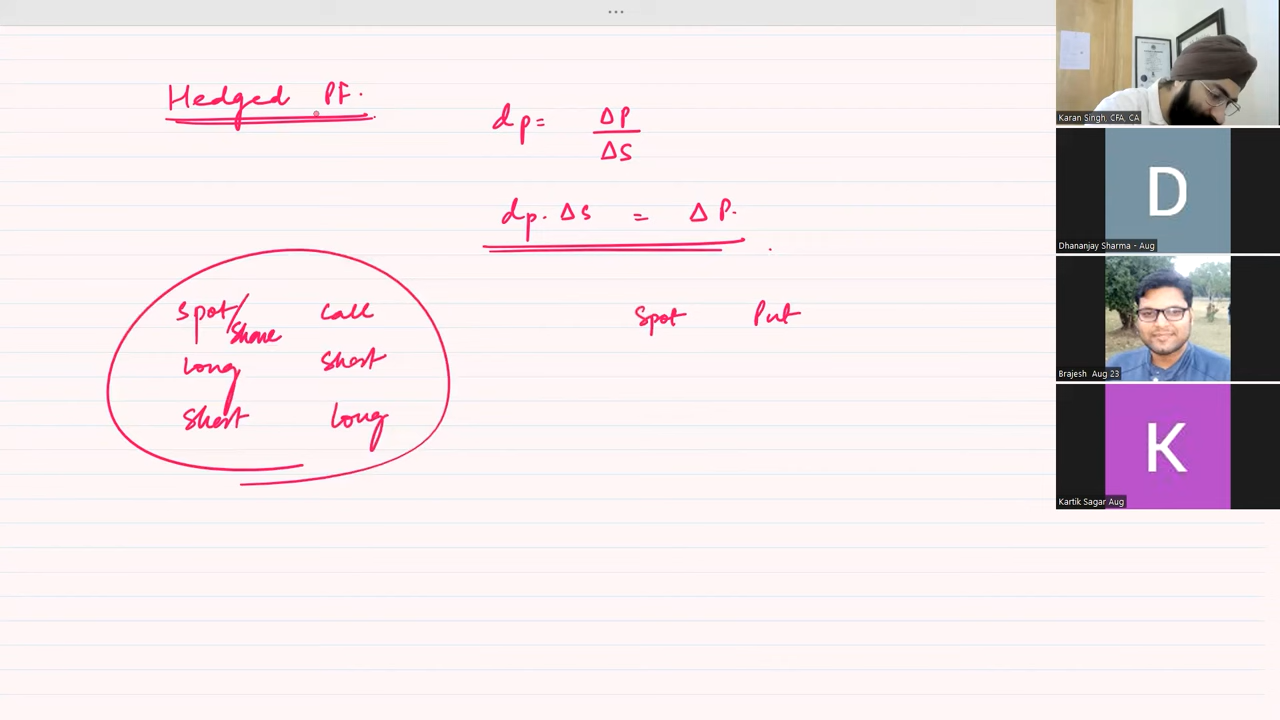 Hedged PF.
dp = ΔP
ΔS
dp. ΔS = ΔP.
spot/share call
long short
short long
Spot Put
Karan Singh, CFA, CA
D
Dhananjay Sharma - Aug
Brajesh Aug 23
K
Kartik Sagar Aug